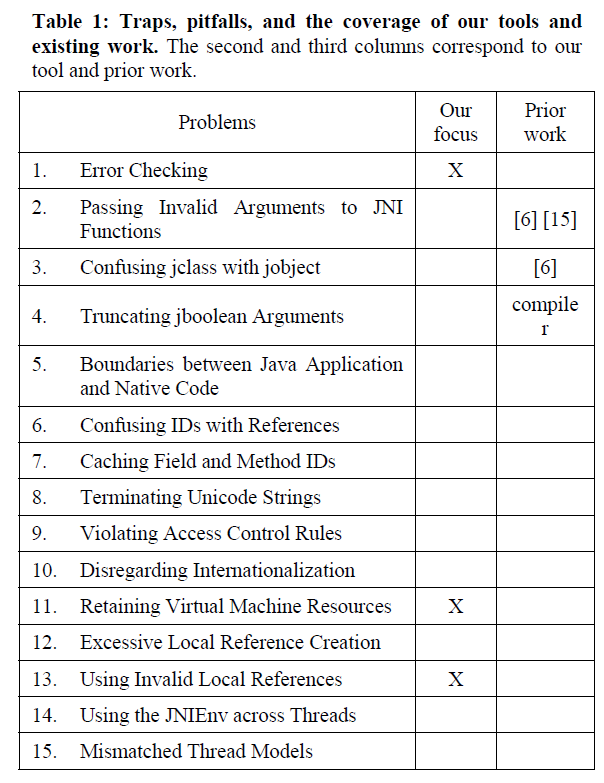 Table 1: Traps, pitfalls, and the coverage of our tools and
existing work. The second and third columns correspond to our
tool and prior work.
Problems
Our
focus
Prior
work
1. Error Checking X
2. Passing Invalid Arguments to JNI
Functions
[6] [15]
3. Confusing jclass with jobject [6]
4. Truncating jboolean Arguments
compile
r
5. Boundaries between Java Application
and Native Code
6. Confusing IDs with References
7. Caching Field and Method IDs
8. Terminating Unicode Strings
9. Violating Access Control Rules
10. Disregarding Internationalization
11. Retaining Virtual Machine Resources X
12. Excessive Local Reference Creation
13. Using Invalid Local References X
14. Using the JNIEnv across Threads
15. Mismatched Thread Models